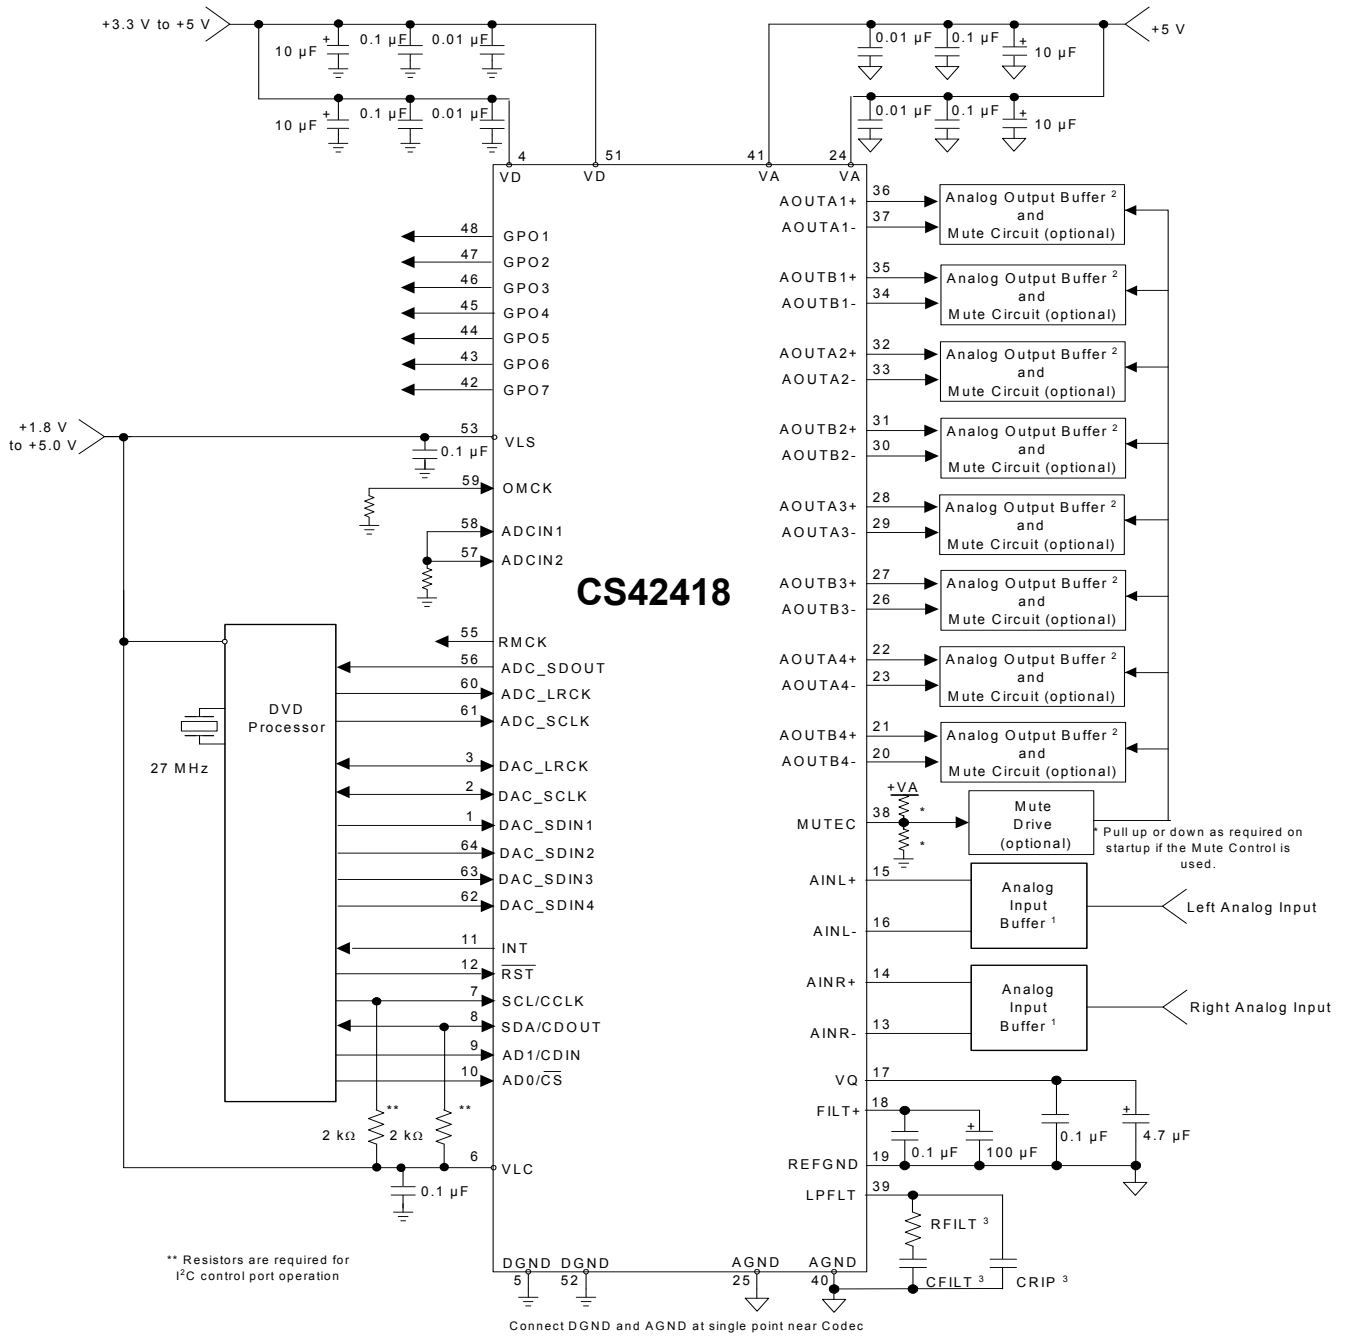 +3.3 V to +5 V
10 µF
+
0.1 µF
0.01 µF
10 µF
+
0.1 µF
0.01 µF
0.01 µF
0.1 µF
+
10 µF
+5 V
0.01 µF
0.1 µF
+
10 µF
4
VD
51
VD
41
VA
24
VA
48
GPO1
47
GPO2
46
GPO3
45
GPO4
44
GPO5
43
GPO6
42
GPO7
+1.8 V
to +5.0 V
53
VLS
0.1 µF
59
OMCK
58
ADCIN1
57
ADCIN2
CS42418
55
RMCK
56
ADC_SDOUT
60
ADC_LRCK
61
ADC_SCLK
DVD
Processor
27 MHz
3
DAC_LRCK
2
DAC_SCLK
1
DAC_SDIN1
64
DAC_SDIN2
63
DAC_SDIN3
62
DAC_SDIN4
11
INT
12
RST
7
SCL/CCLK
8
SDA/CDOUT
9
AD1/CDIN
10
AD0/CS
**
2 kΩ
**
2 kΩ
6
VLC
0.1 µF
** Resistors are required for
I2C control port operation
DGND
5
DGND
52
AGND
25
AGND
40
Connect DGND and AGND at single point near Codec
AOUTA1+
36
AOUTA1-
37
Analog Output Buffer 2
and
Mute Circuit (optional)
AOUTB1+
35
AOUTB1-
34
Analog Output Buffer 2
and
Mute Circuit (optional)
AOUTA2+
32
AOUTA2-
33
Analog Output Buffer 2
and
Mute Circuit (optional)
AOUTB2+
31
AOUTB2-
30
Analog Output Buffer 2
and
Mute Circuit (optional)
AOUTA3+
28
AOUTA3-
29
Analog Output Buffer 2
and
Mute Circuit (optional)
AOUTB3+
27
AOUTB3-
26
Analog Output Buffer 2
and
Mute Circuit (optional)
AOUTA4+
22
AOUTA4-
23
Analog Output Buffer 2
and
Mute Circuit (optional)
AOUTB4+
21
AOUTB4-
20
Analog Output Buffer 2
and
Mute Circuit (optional)
+VA
*
*
MUTEC
38
Mute
Drive
(optional)
* Pull up or down as required on
startup if the Mute Control is
used.
AINL+
15
AINL-
16
Analog
Input
Buffer 1
Left Analog Input
AINR+
14
AINR-
13
Analog
Input
Buffer 1
Right Analog Input
VQ
17
FILT+
18
0.1 µF
+
100 µF
0.1 µF
+
4.7 µF
REFGND
19
LPFLT
39
RFILT 3
CFILT 3
CRIP 3